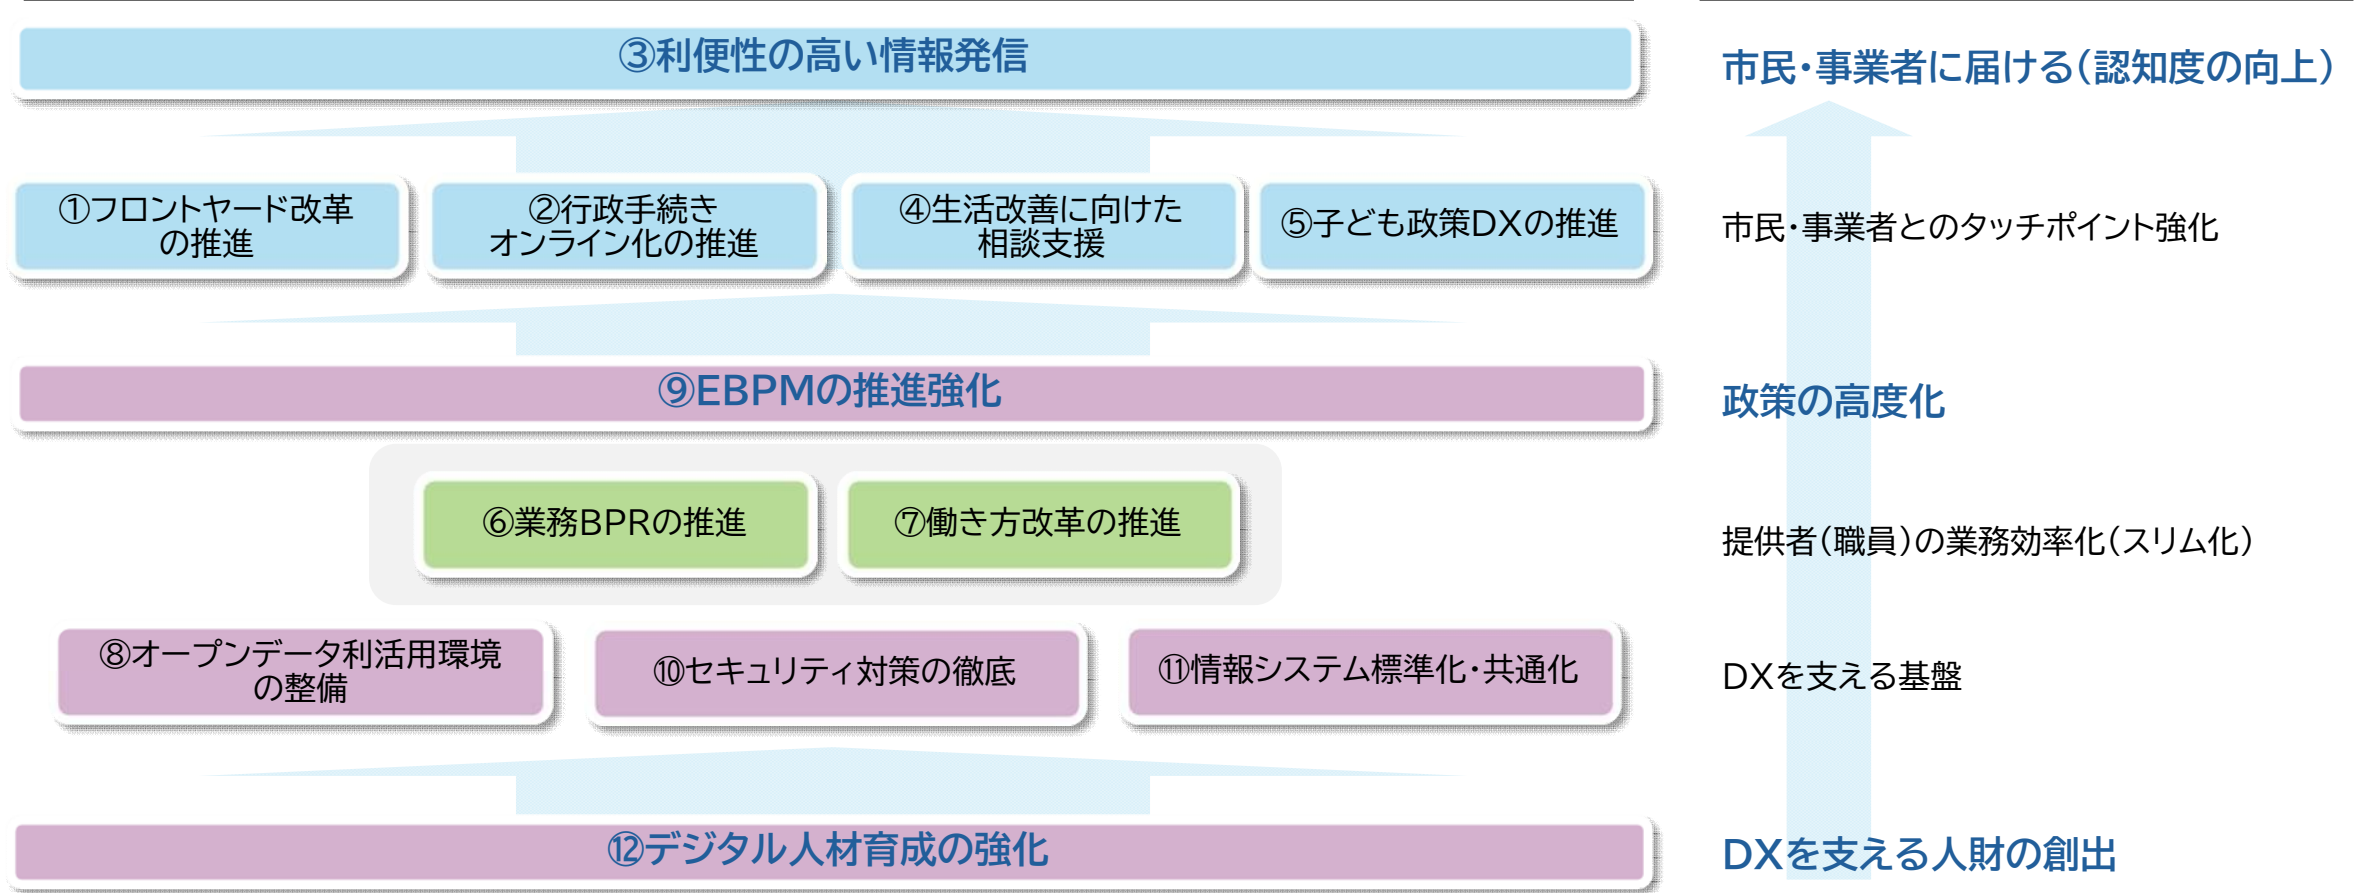 ③利便性の高い情報発信
市民・事業者に届ける（認知度の向上）
①フロントヤード改革
の推進
②行政手続き
オンライン化の推進
④生活改善に向けた
相談支援
⑤子ども政策DXの推進
市民・事業者とのタッチポイント強化
⑨EBPMの推進強化
政策の高度化
⑥業務BPRの推進
⑦働き方改革の推進
提供者（職員）の業務効率化（スリム化）
⑧オープンデータ利活用環境
の整備
⑩セキュリティ対策の徹底
⑪情報システム標準化・共通化
DXを支える基盤
⑫デジタル人材育成の強化
DXを支える人財の創出